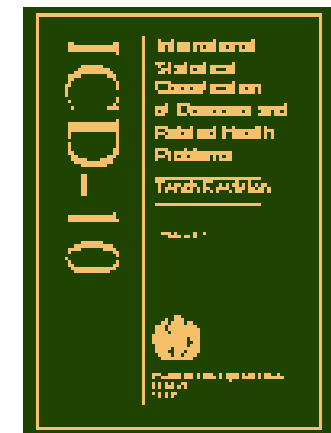 ICD-10
International
Statistical
Classification
of Diseases and
Related Health
Problems
Tenth Revision